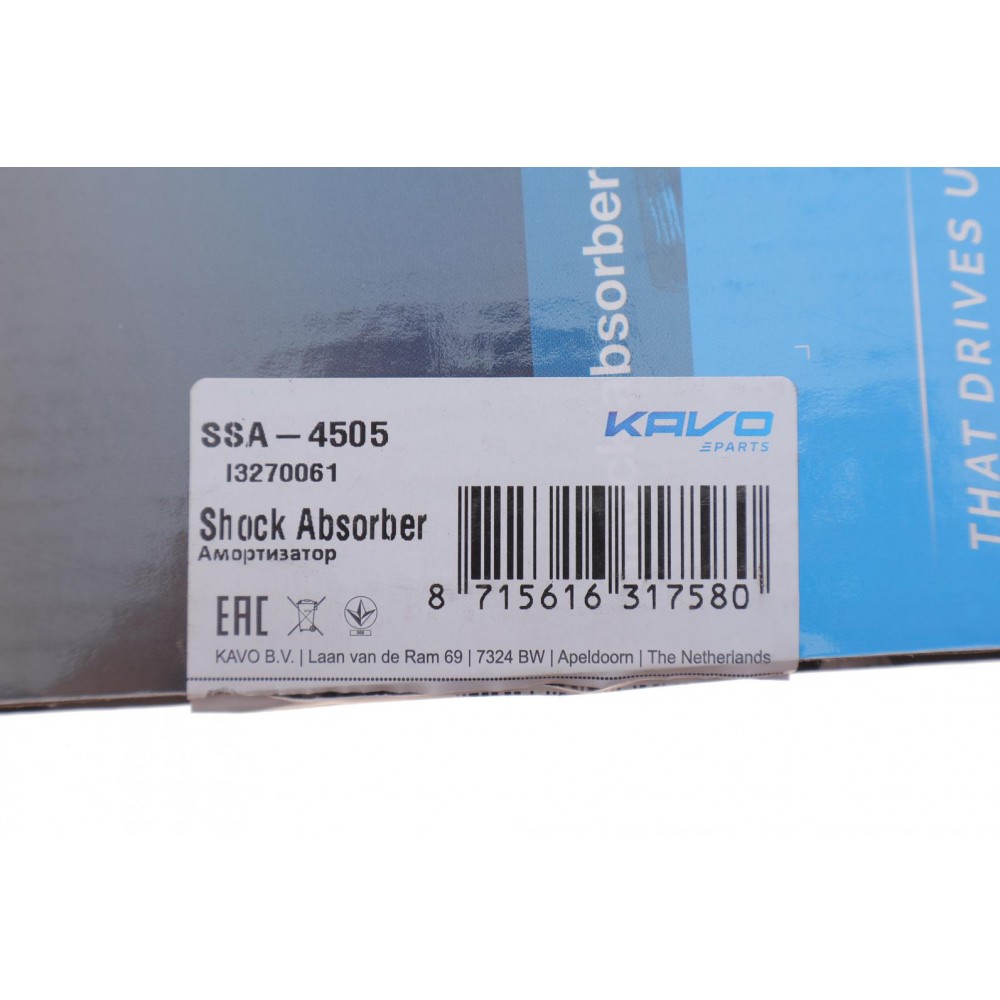 bsorber
THAT DRIVES U
SSA – 4505
KAVO
PARTS
I3270061
Shock Absorber
Амортизатор
8 715616 317580
EAC
KAVO B.V. | Laan van de Ram 69 | 7324 BW | Apeldoorn | The Netherlands